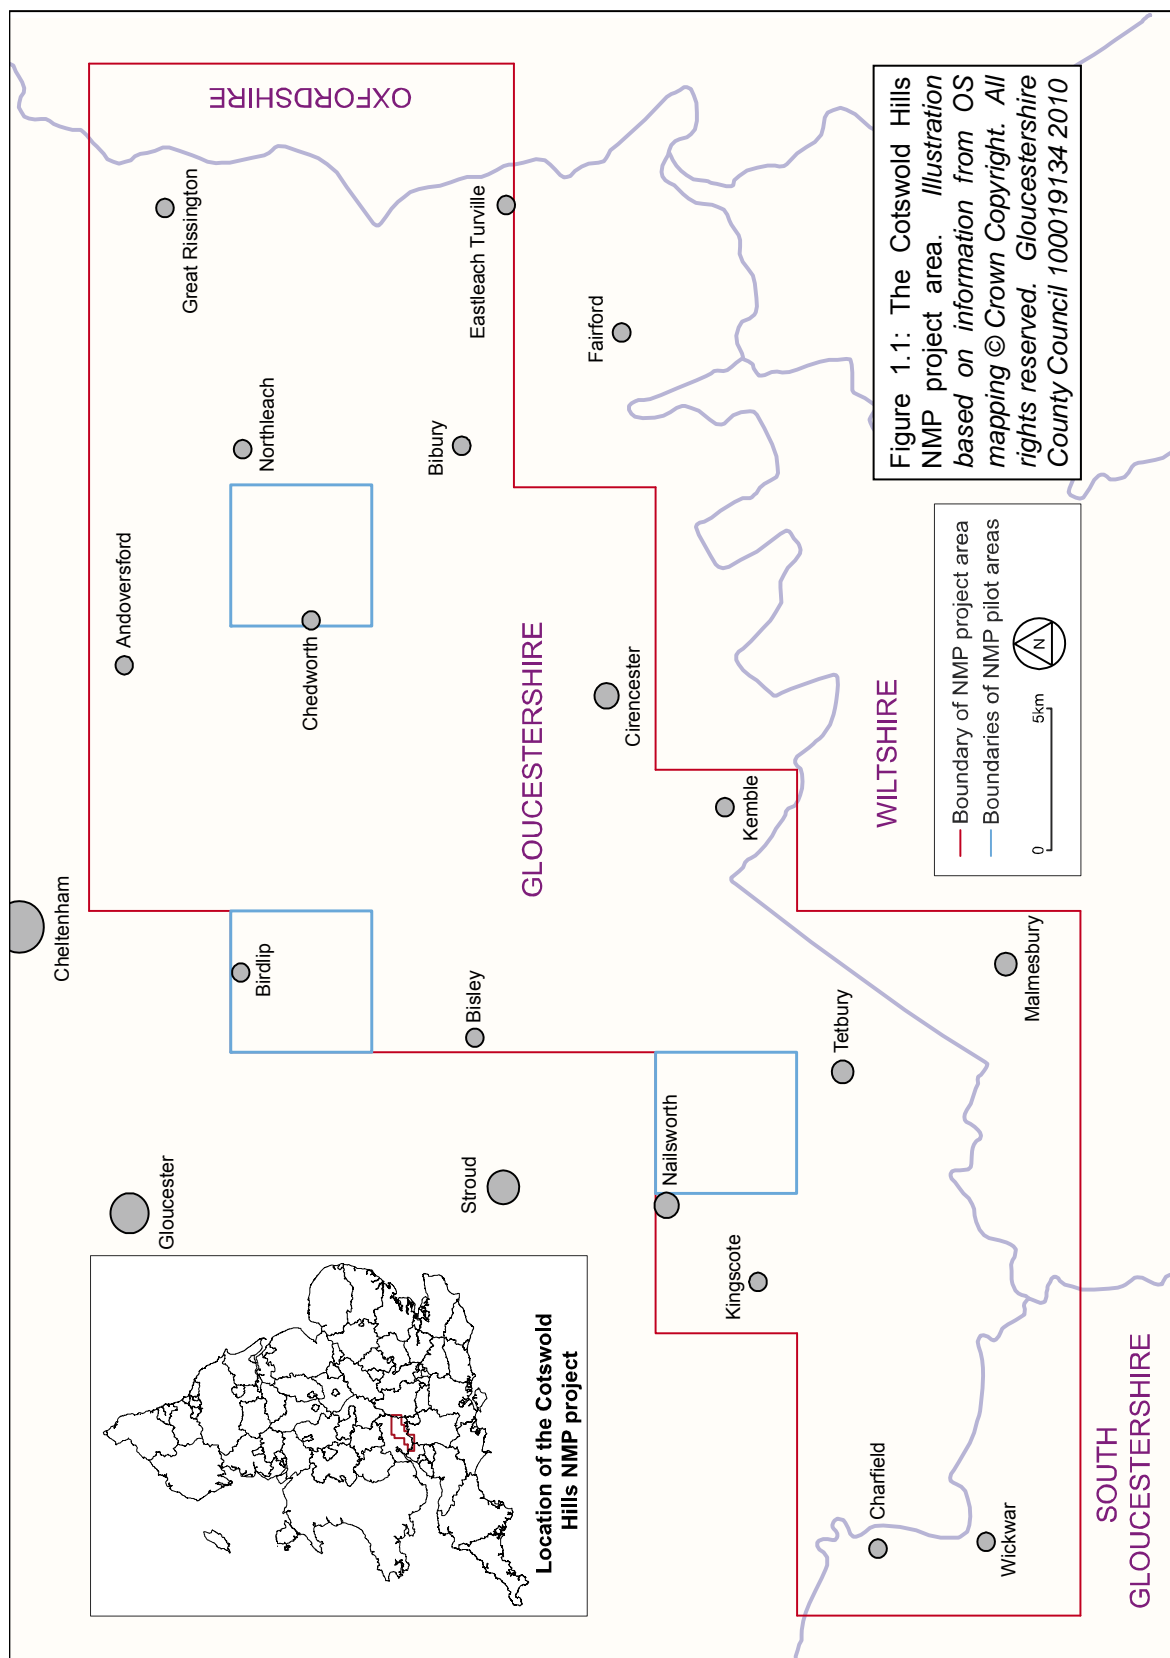 Cheltenham
Gloucester
Andoversford
Great Rissington
OXFORDSHIRE
Birdlip
Northleach
Chedworth
Bisley
Stroud
Bibury
Eastleach Turville
GLOUCESTERSHIRE
Cirencester
Fairford
Nailsworth
Kingscote
Kemble
Tetbury
WILTSHIRE
Charfield
Wickwar
Malmesbury
SOUTH
GLOUCESTERSHIRE
Location of the Cotswold
Hills NMP project
Boundary of NMP project area
Boundaries of NMP pilot areas
0 5km
N
Figure 1.1: The Cotswold Hills
NMP project area. Illustration
based on information from OS
mapping © Crown Copyright. All
rights reserved. Gloucestershire
County Council 100019134 2010